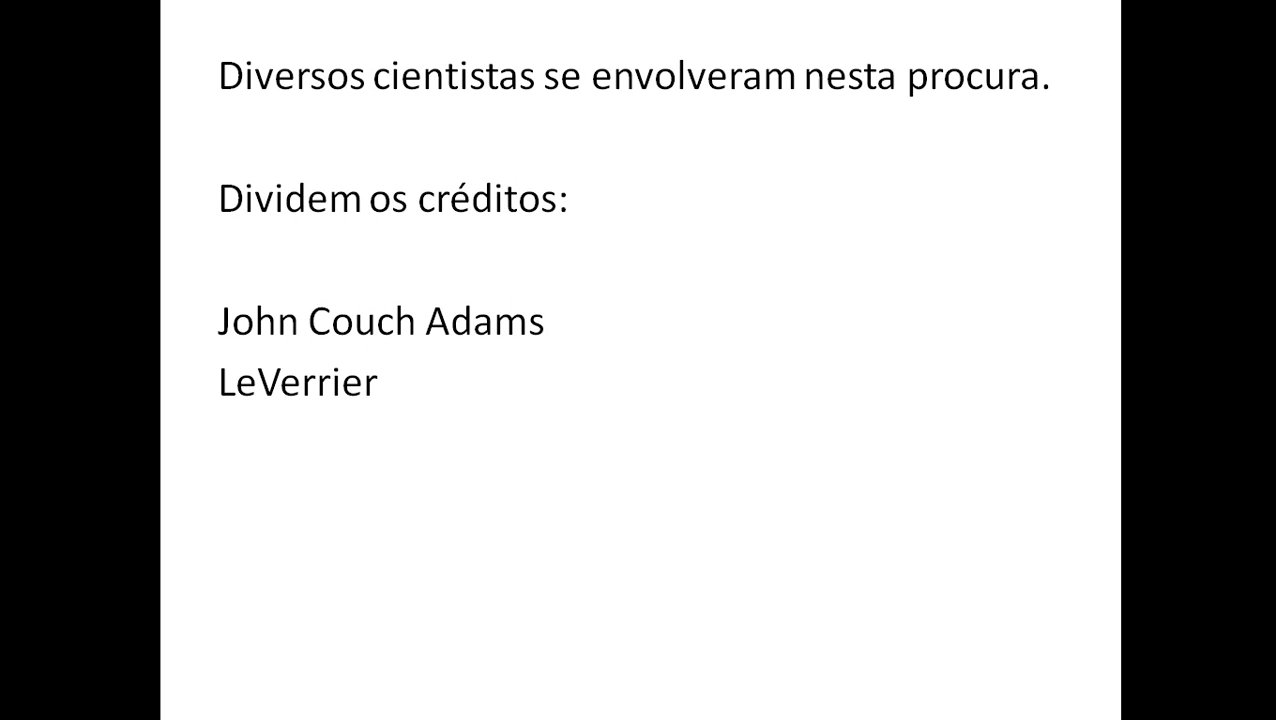 Diversos cientistas se envolveram nesta procura.
Dividem os créditos:
John Couch Adams
LeVerrier